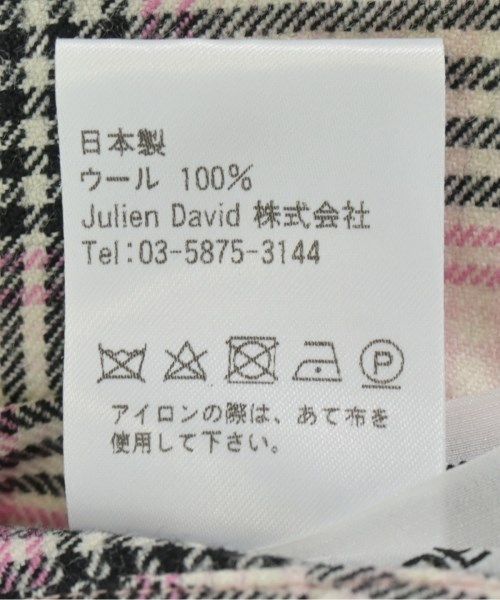 日本製
ウール 100%
Julien David 株式会社
Tel:03-5875-3144
P
アイロンの際は、あて布を
使用して下さい。